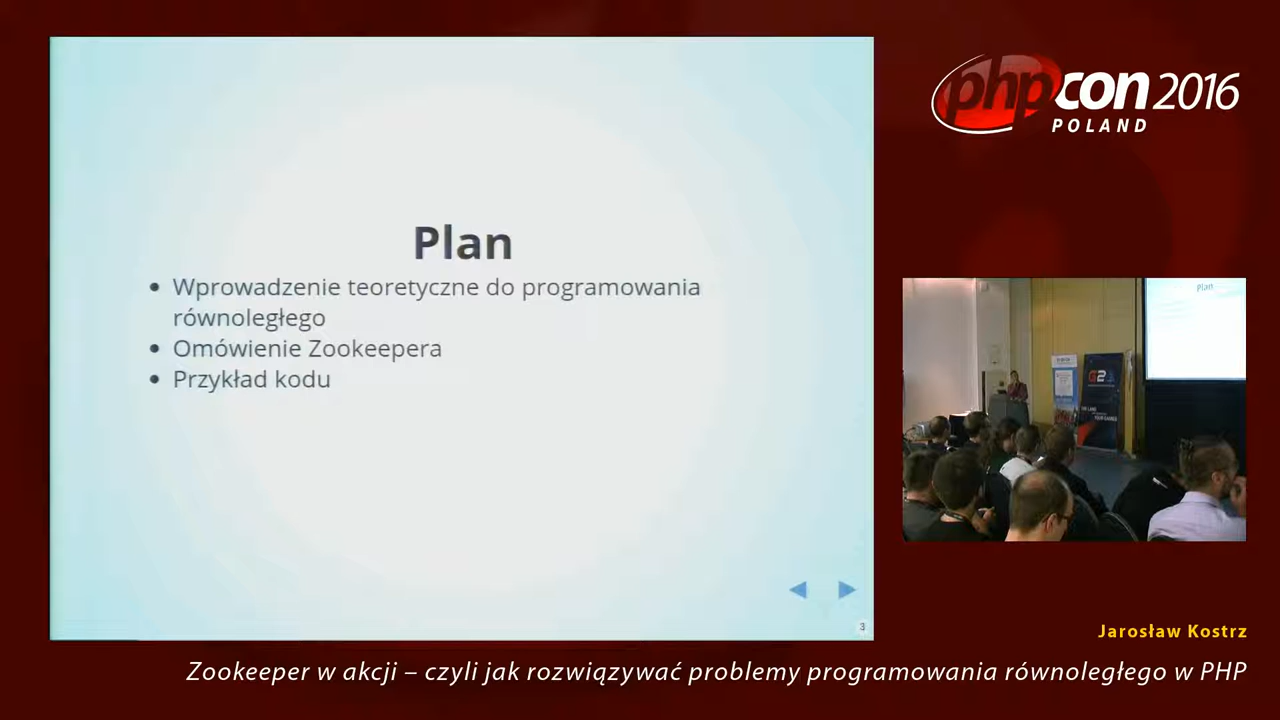 Plan
• Wprowadzenie teoretyczne do programowania
równoległego
• Omówienie Zookeepera
• Przykład kodu
3
phpcon 2016
POLAND
Plan
G2A
Jarosław Kostrz
Zookeeper w akcji – czyli jak rozwiązywać problemy programowania równoległego w PHP